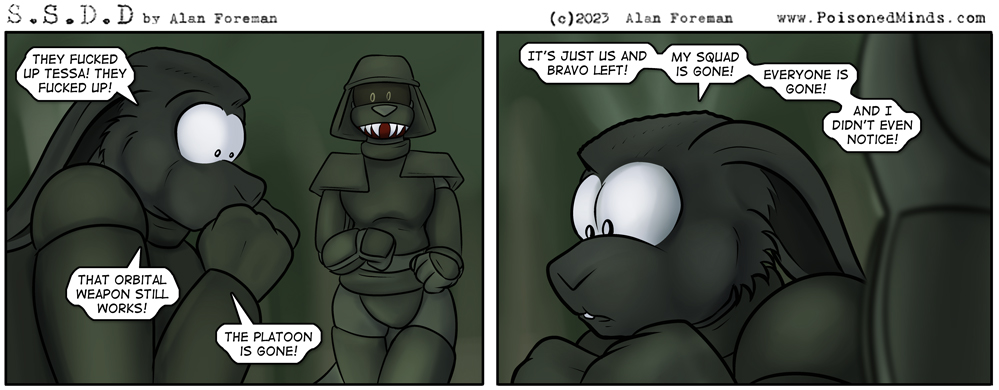 S.S.D.D by Alan Foreman
(c)2023 Alan Foreman
www.PoisonedMinds.com
THEY FUCKED
UP TESSA! THEY
FUCKED UP!
THAT ORBITAL
WEAPON STILL
WORKS!
THE PLATOON
IS GONE!
IT'S JUST US AND
BRAVO LEFT!
MY SQUAD
IS GONE!
EVERYONE IS
GONE!
AND I
DIDN'T EVEN
NOTICE!